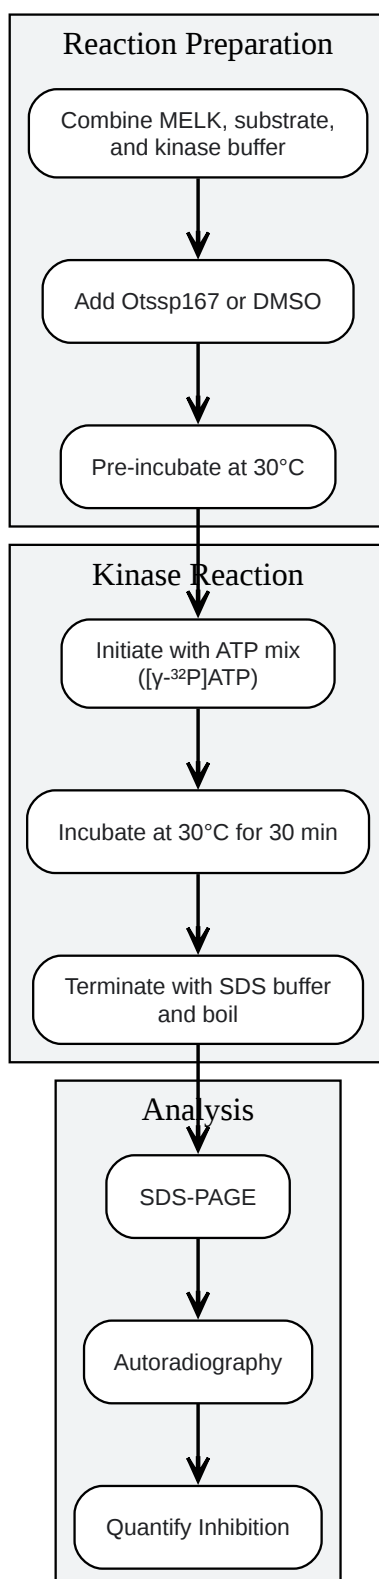 Reaction Preparation
Combine MELK, substrate,
and kinase buffer
Add Otssp167 or DMSO
Pre-incubate at 30°C
Kinase Reaction
Initiate with ATP mix
([γ-³²P]ATP)
Incubate at 30°C for 30 min
Terminate with SDS buffer
and boil
Analysis
SDS-PAGE
Autoradiography
Quantify Inhibition